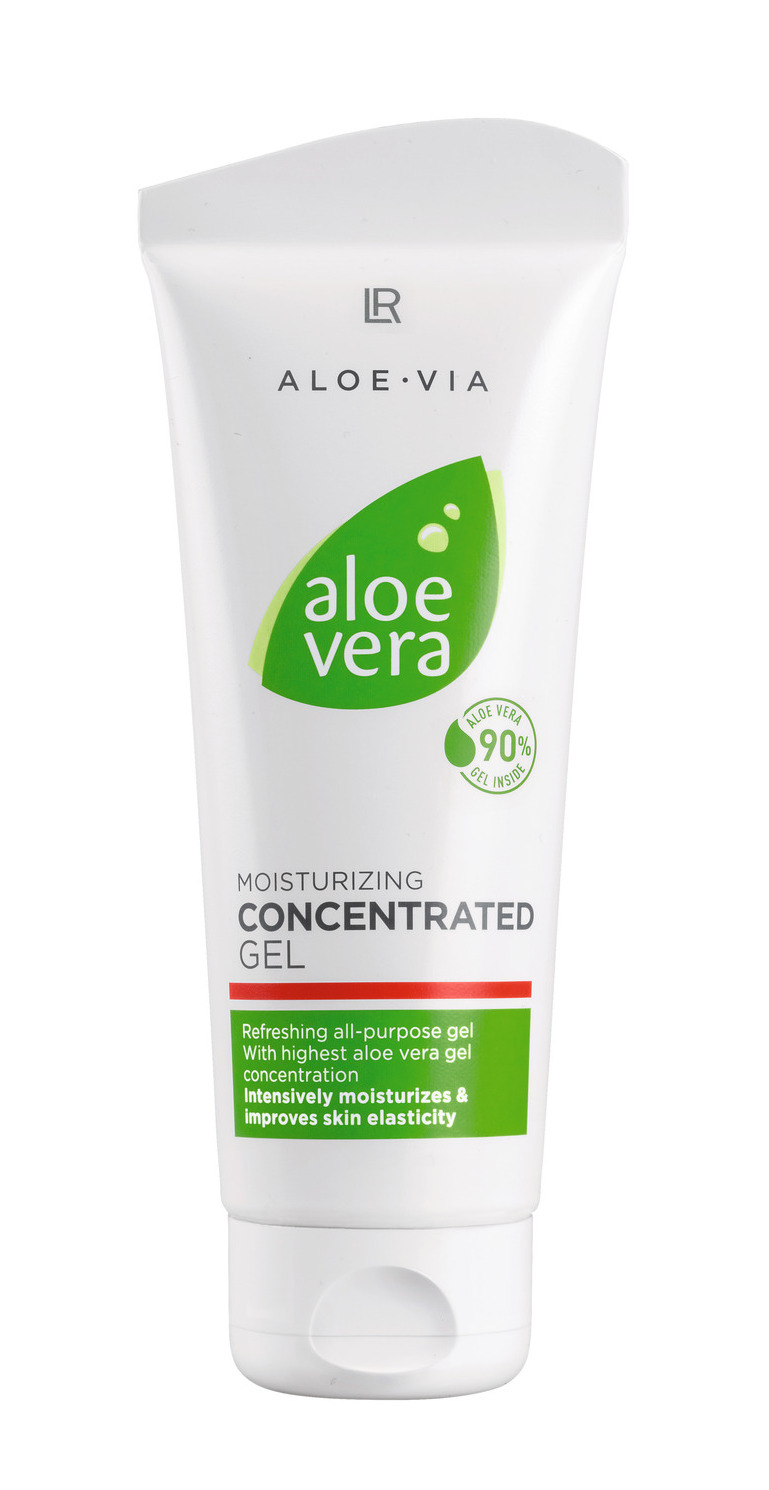 LR
ALOE·VIA
aloe
vera
ALOE VERA
90%
GEL INSIDE
MOISTURIZING
CONCENTRATED
GEL
Refreshing all-purpose gel
With highest aloe vera gel
concentration
Intensively moisturizes &
improves skin elasticity